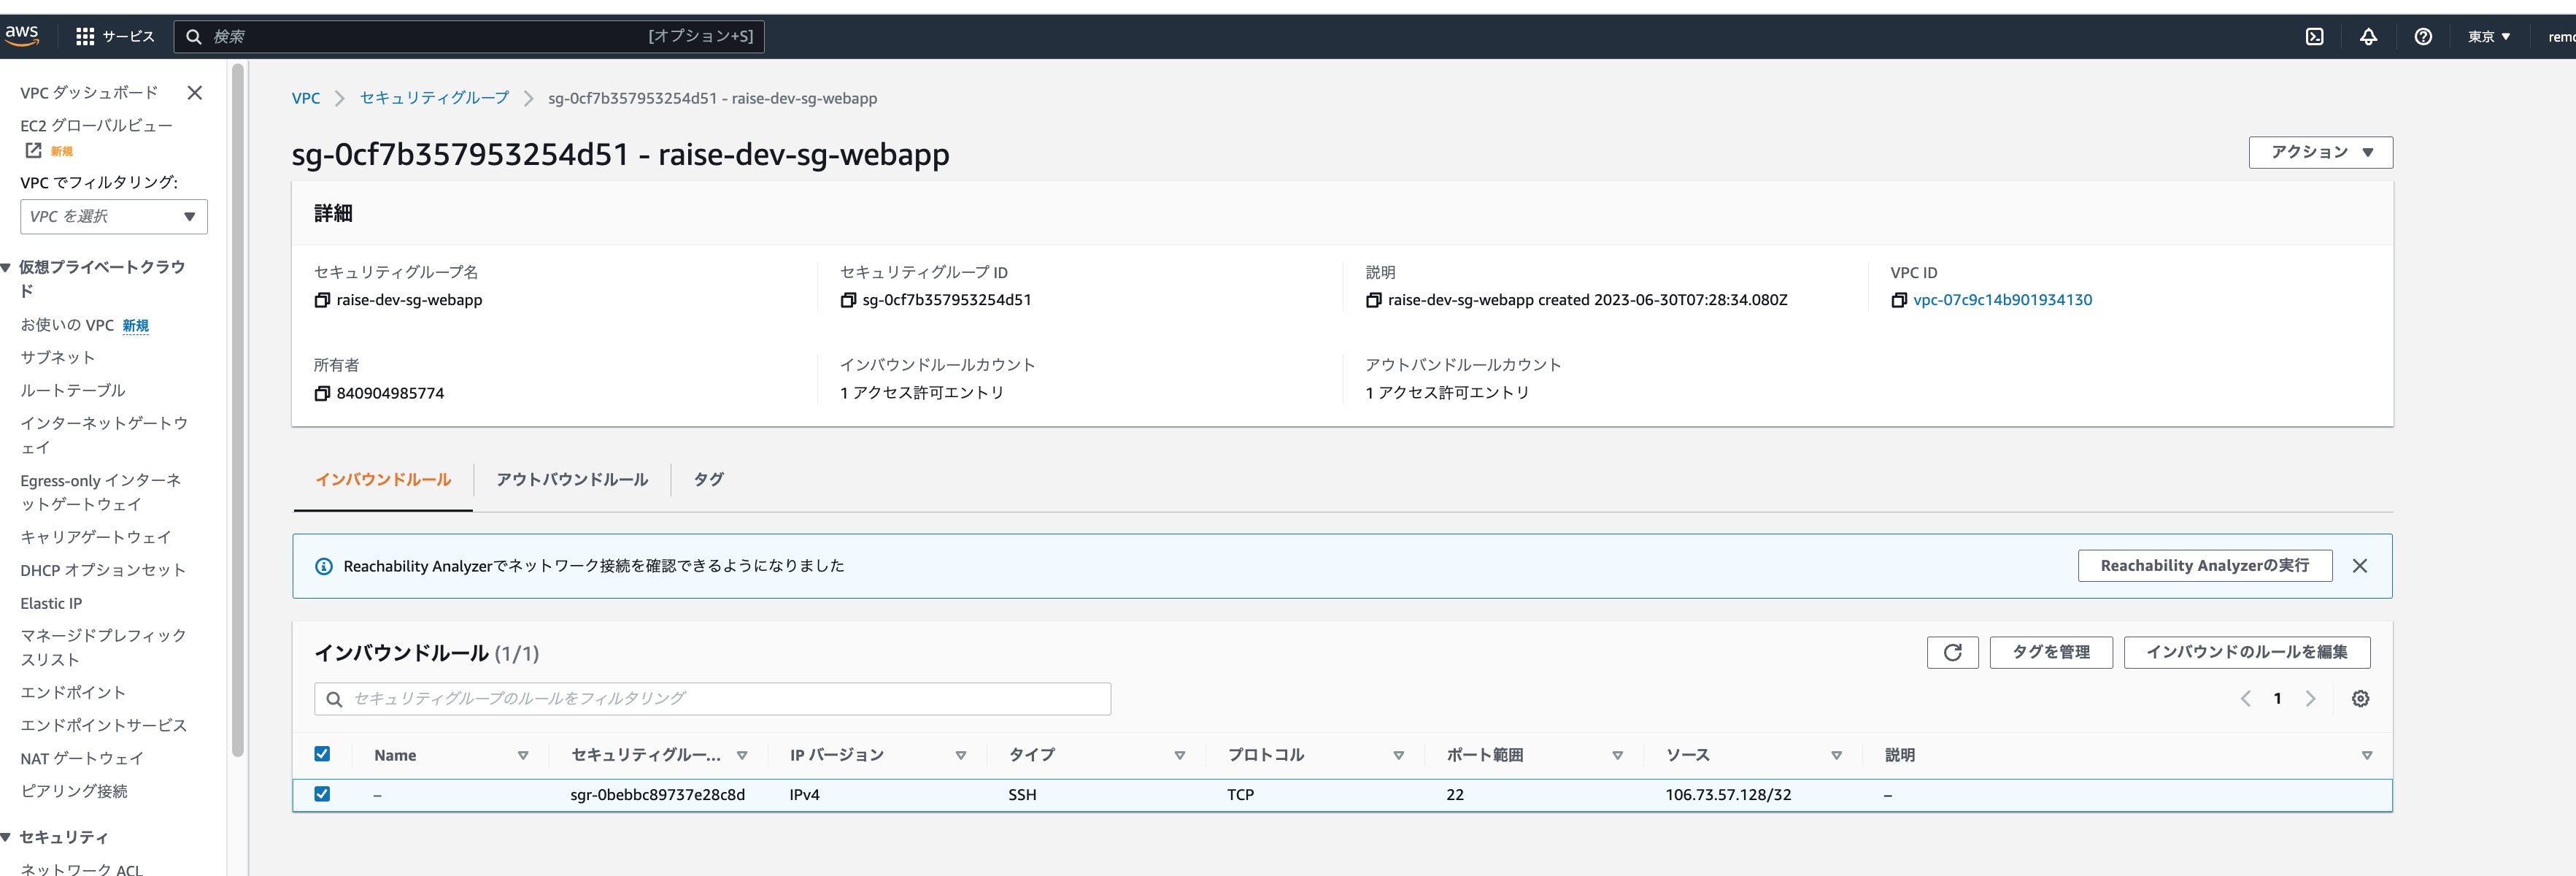 aws サービス 検索 [オプション+S] 東京 ▼ remo
VPC ダッシュボード
EC2 グローバルビュー
新規
VPC でフィルタリング:
VPC を選択
仮想プライベートクラウ
ド
お使いの VPC 新規
サブネット
ルートテーブル
インターネットゲートウ
ェイ
Egress-only インターネ
ットゲートウェイ
キャリアゲートウェイ
DHCP オプションセット
Elastic IP
マネージドプレフィック
スリスト
エンドポイント
エンドポイントサービス
NAT ゲートウェイ
ピアリング接続
セキュリティ
ネットワーク ACL
VPC > セキュリティグループ > sg-0cf7b357953254d51 - raise-dev-sg-webapp
sg-0cf7b357953254d51 - raise-dev-sg-webapp
アクション ▼
詳細
セキュリティグループ名
raise-dev-sg-webapp
セキュリティグループ ID
sg-0cf7b357953254d51
説明
raise-dev-sg-webapp created 2023-06-30T07:28:34.080Z
VPC ID
vpc-07c9c14b901934130
所有者
840904985774
インバウンドルールカウント
1 アクセス許可エントリ
アウトバンドルールカウント
1 アクセス許可エントリ
インバウンドルール アウトバウンドルール タグ
Reachability Analyzerでネットワーク接続を確認できるようになりました
Reachability Analyzerの実行
インバウンドルール (1/1)
タグを管理
インバウンドのルールを編集
セキュリティグループのルールをフィルタリング
1
Name セキュリティグルー... IP バージョン タイプ プロトコル ポート範囲 ソース 説明
– sgr-0bebbc89737e28c8d IPv4 SSH TCP 22 106.73.57.128/32 –